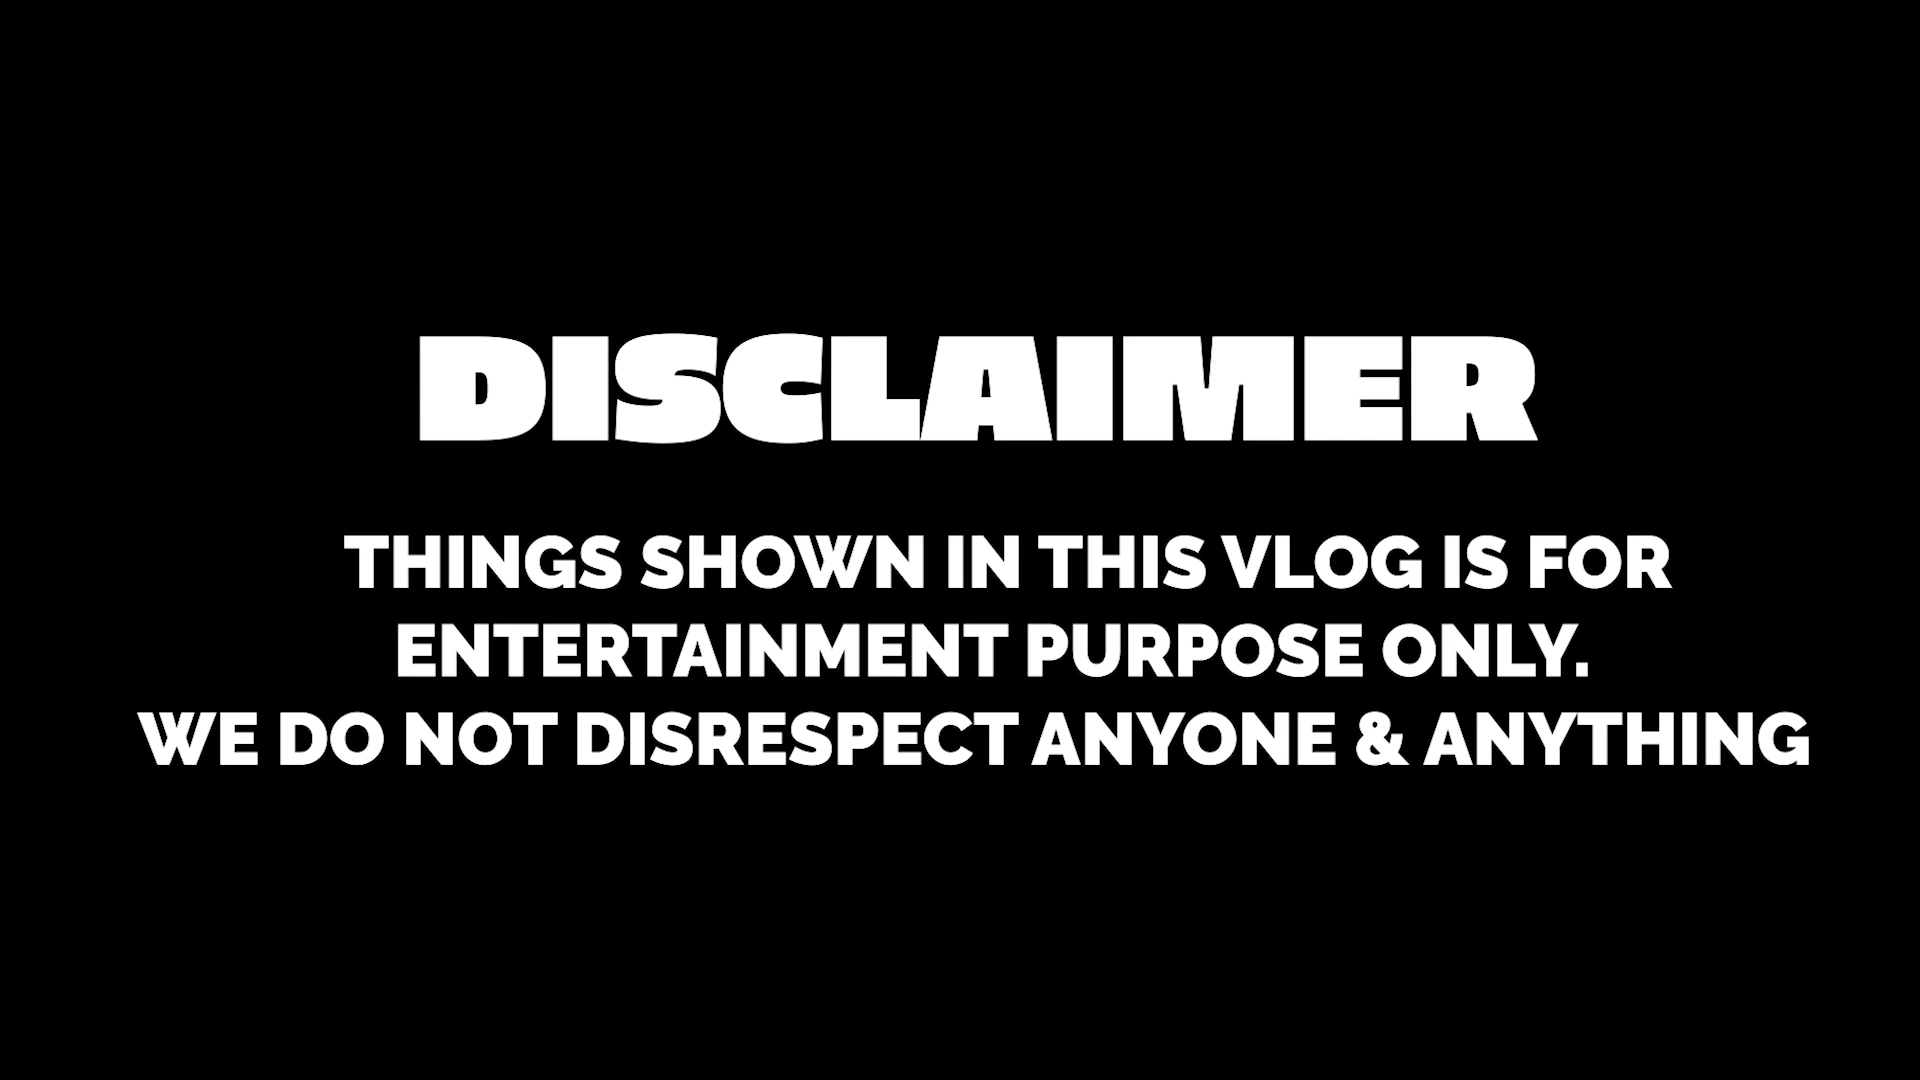 DISCLAIMER
THINGS SHOWN IN THIS VLOG IS FOR
ENTERTAINMENT PURPOSE ONLY.
WE DO NOT DISRESPECT ANYONE & ANYTHING